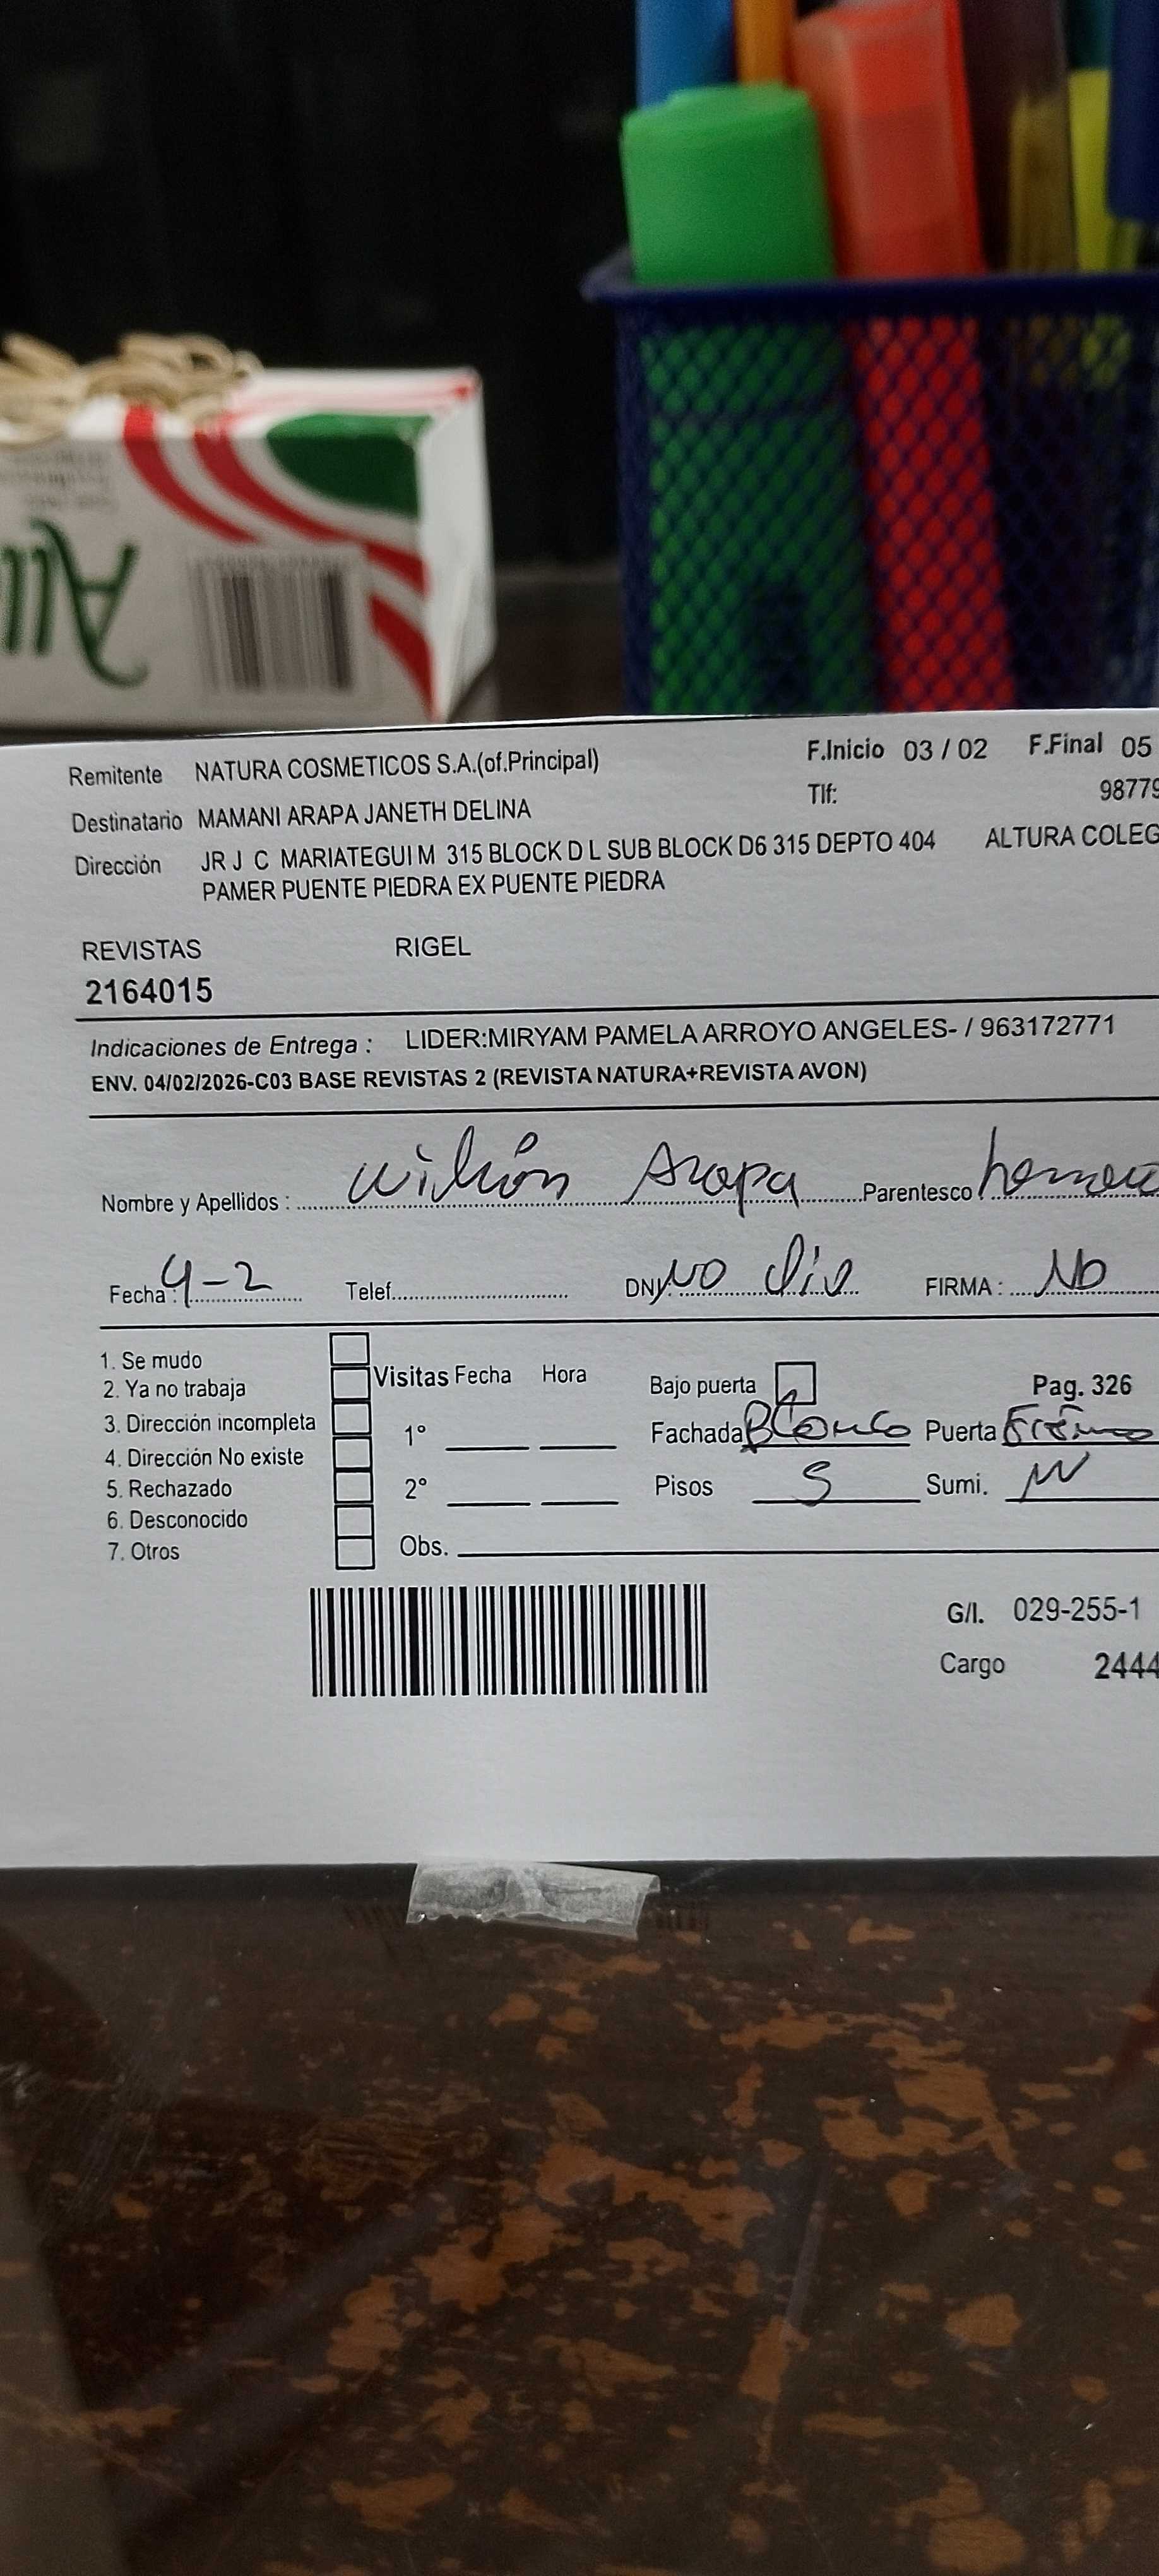 Remitente NATURA COSMETICOS S.A.(of.Principal) F.Inicio 03 / 02 F.Final 05
Destinatario MAMANI ARAPA JANETH DELINA Tlf: 98779
Dirección JR J C MARIATEGUI M 315 BLOCK D L SUB BLOCK D6 315 DEPTO 404 ALTURA COLEG
PAMER PUENTE PIEDRA EX PUENTE PIEDRA
REVISTAS RIGEL
2164015
Indicaciones de Entrega : LIDER:MIRYAM PAMELA ARROYO ANGELES- / 963172771
ENV. 04/02/2026-C03 BASE REVISTAS 2 (REVISTA NATURA+REVISTA AVON)
Nombre y Apellidos : Arapa Parentesco
Fecha : 4-2 Telef. DNI No dio FIRMA : No
1. Se mudo
2. Ya no trabaja Visitas Fecha Hora Bajo puerta Pag. 326
3. Dirección incompleta 1° Fachada Blanco Puerta
4. Dirección No existe
5. Rechazado 2° Pisos 5 Sumi.
6. Desconocido
7. Otros Obs.
G/I. 029-255-1
Cargo 2444